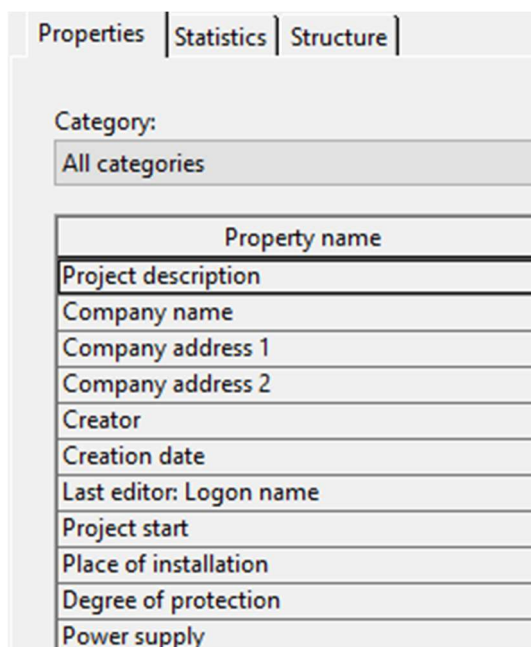 Properties Statistics Structure
Category:
All categories
Property name
Project description
Company name
Company address 1
Company address 2
Creator
Creation date
Last editor: Logon name
Project start
Place of installation
Degree of protection
Power supply